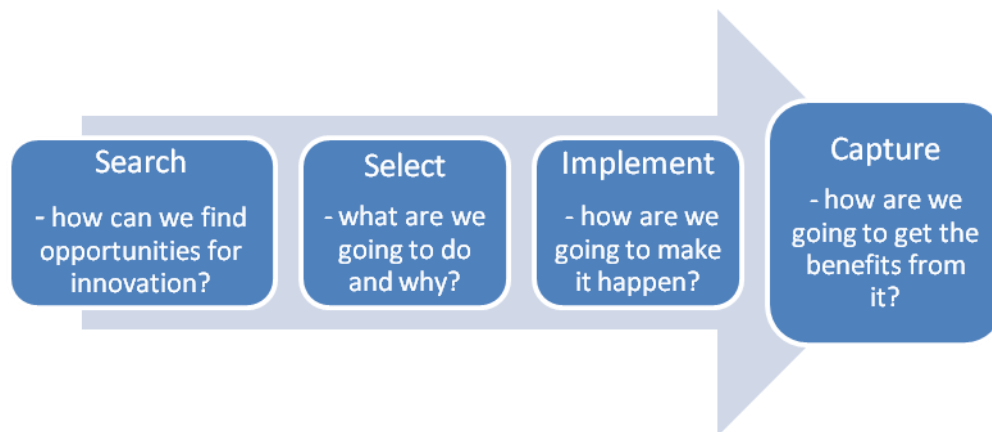 Search
- how can we find
opportunities for
innovation?
Select
- what are we
going to do
and why?
Implement
- how are we
going to make
it happen?
Capture
- how are we
going to get the
benefits from
it?